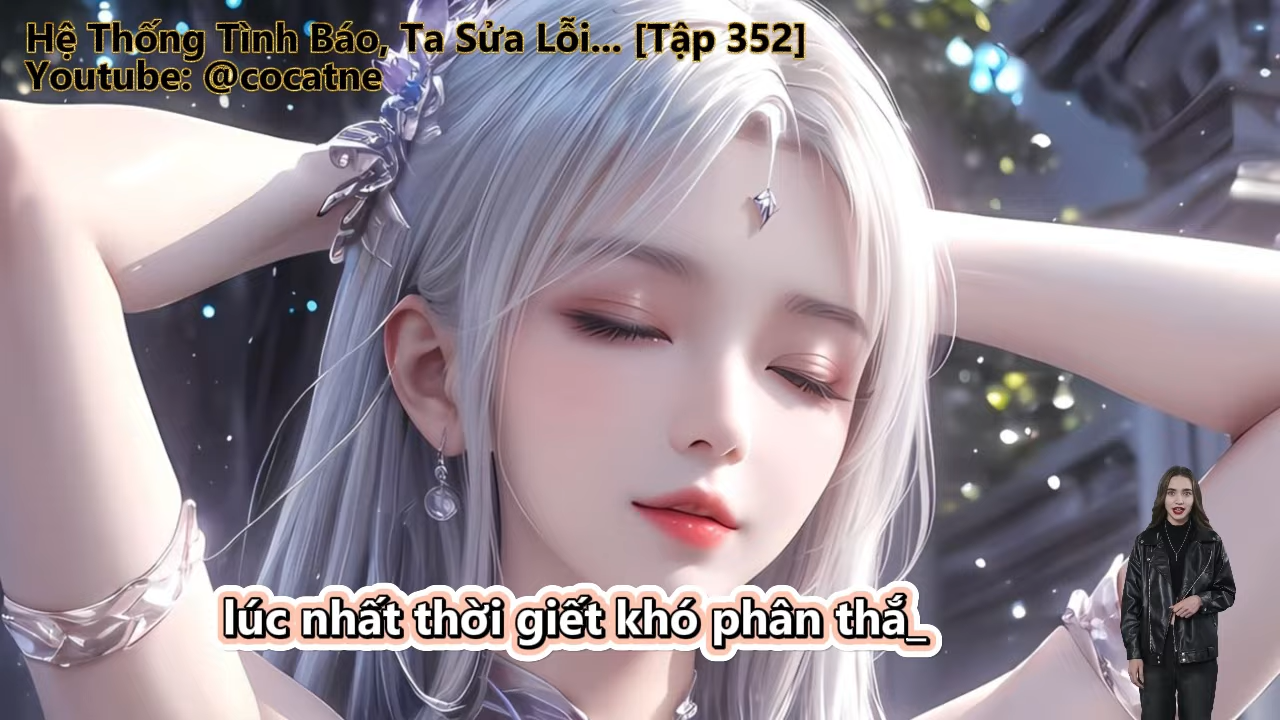 Hệ Thống Tình Báo, Ta Sửa Lỗi... [Tập 352]
Youtube: @cocatne
lúc nhất thời giết khó phân thắ_